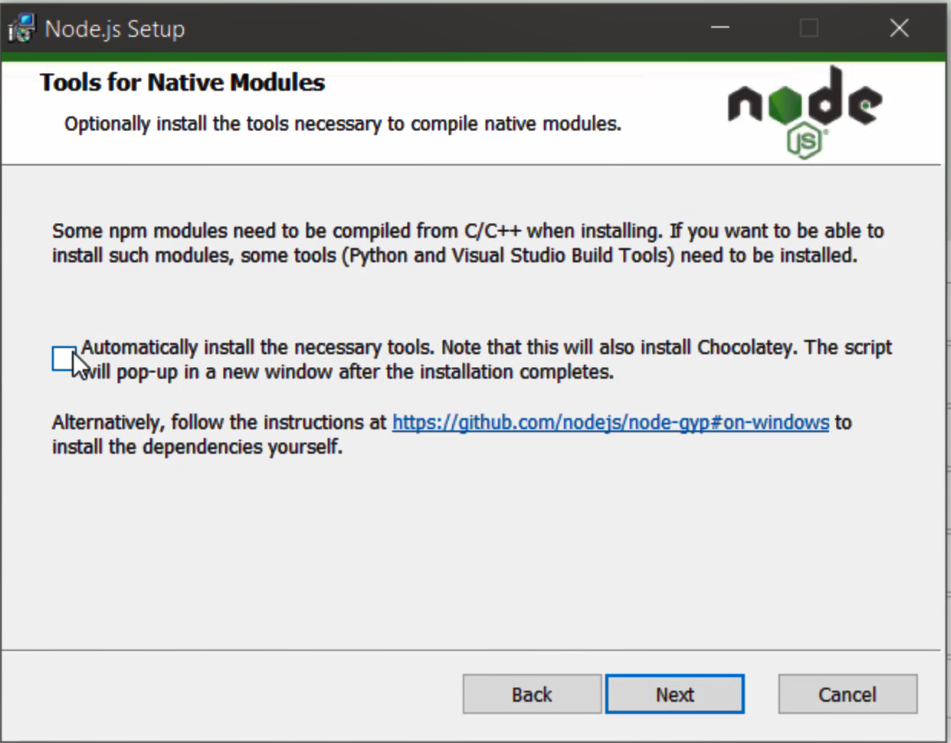 Node.js Setup
Tools for Native Modules
Optionally install the tools necessary to compile native modules.
node
JS
Some npm modules need to be compiled from C/C++ when installing. If you want to be able to
install such modules, some tools (Python and Visual Studio Build Tools) need to be installed.
Automatically install the necessary tools. Note that this will also install Chocolatey. The script
will pop-up in a new window after the installation completes.
Alternatively, follow the instructions at https://github.com/nodejs/node-gyp#on-windows to
install the dependencies yourself.
Back
Next
Cancel